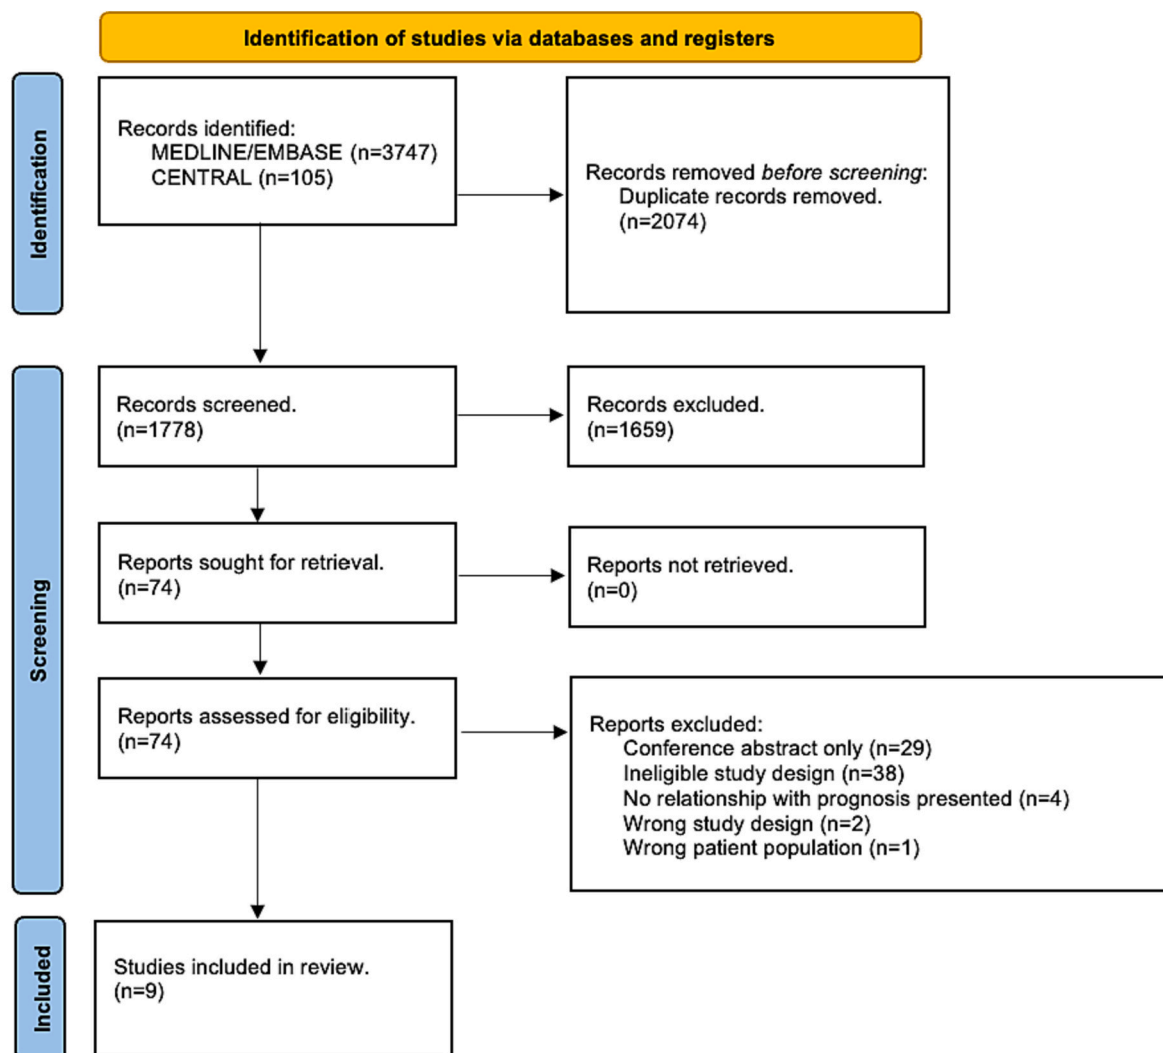 Identification of studies via databases and registers
Identification
Records identified:
MEDLINE/EMBASE (n=3747)
CENTRAL (n=105)
Records removed before screening:
Duplicate records removed.
(n=2074)
Screening
Records screened.
(n=1778)
Records excluded.
(n=1659)
Reports sought for retrieval.
(n=74)
Reports not retrieved.
(n=0)
Reports assessed for eligibility.
(n=74)
Reports excluded:
Conference abstract only (n=29)
Ineligible study design (n=38)
No relationship with prognosis presented (n=4)
Wrong study design (n=2)
Wrong patient population (n=1)
Included
Studies included in review.
(n=9)